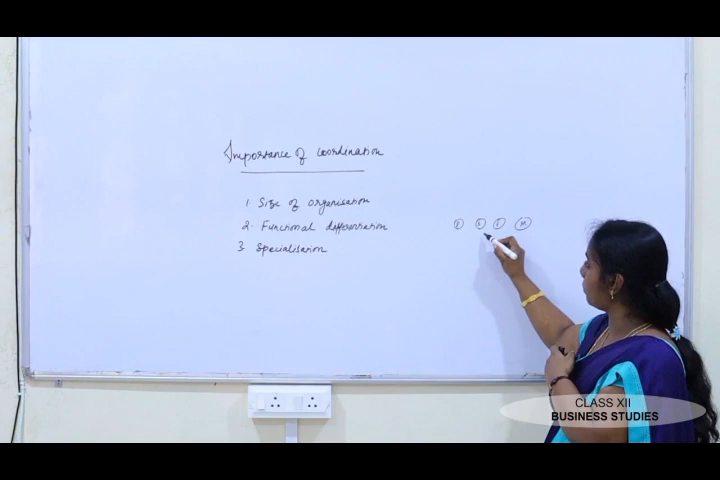 Importance of coordination
1. Size of organisation
2. Functional differentiation
3 Specialisation
M
CLASS XII
BUSINESS STUDIES